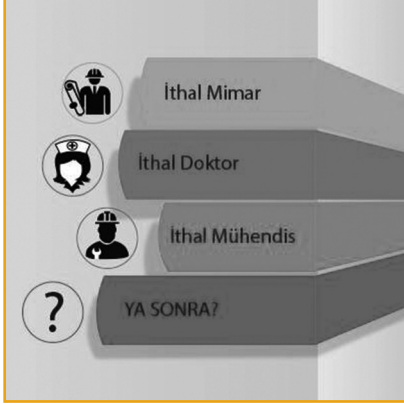 İthal Mimar
İthal Doktor
İthal Mühendis
YA SONRA?
?